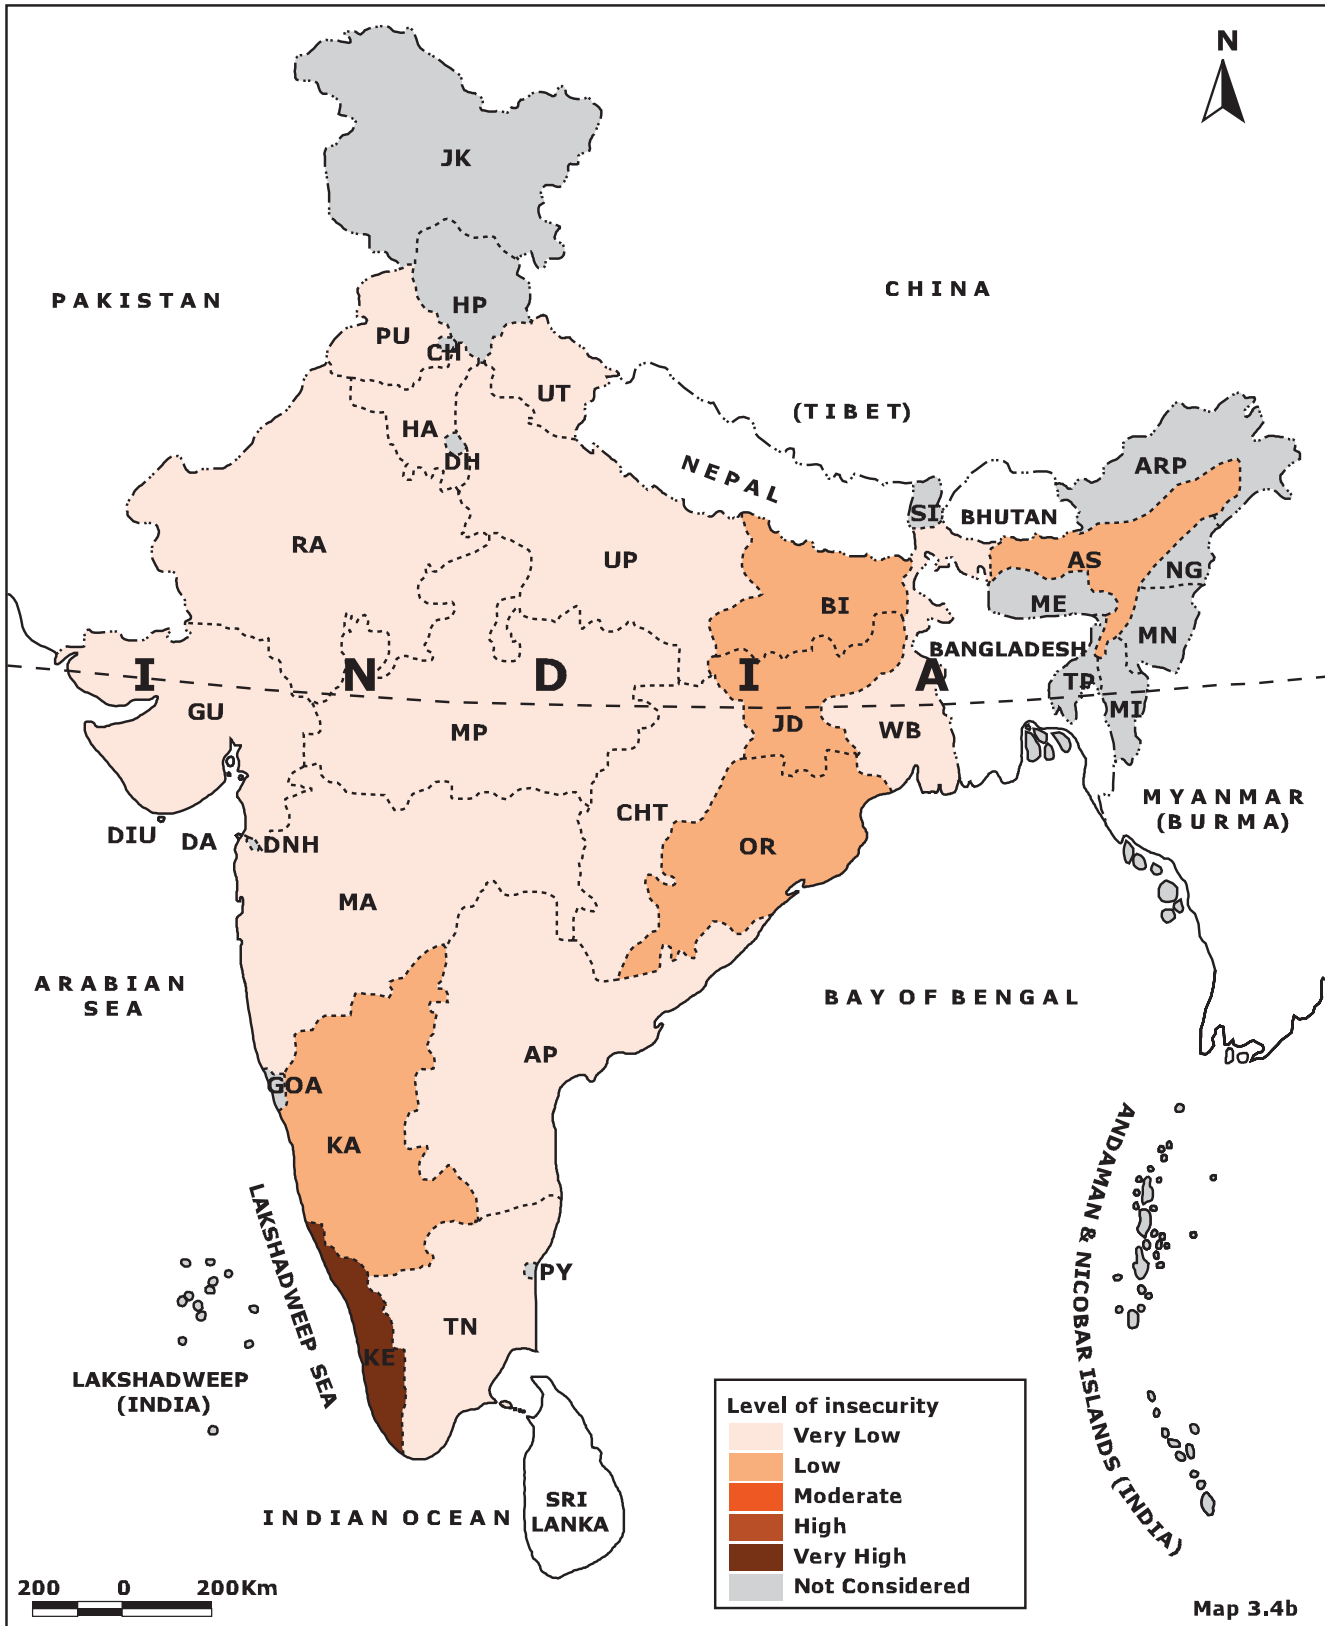 N
JK
PAKISTAN
HP
CHINA
PU
CH
UT
(TIBET)
HA
DH
NEPAL
ARP
SI
BHUTAN
RA
UP
AS
NG
BI
ME
MN
BANGLADESH
I N D I A
TP
MI
GU
MP
JD
WB
CHT
MYANMAR
(BURMA)
DIU
DA
DNH
OR
MA
ARABIAN
SEA
BAY OF BENGAL
AP
GOA
KA
LAKSHADWEEP SEA
ANDAMAN & NICOBAR ISLANDS (INDIA)
PY
TN
KE
LAKSHADWEEP
(INDIA)
Level of insecurity
Very Low
Low
Moderate
High
Very High
Not Considered
INDIAN OCEAN
SRI
LANKA
200 0 200Km
Map 3.4b